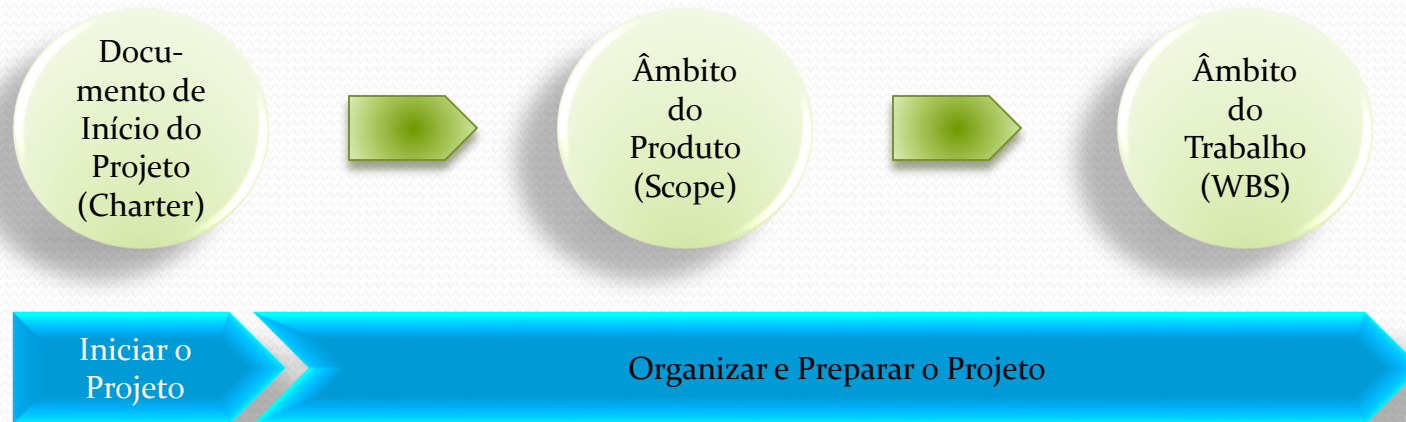 Docu-
mento de
Início do
Projeto
(Charter)
Âmbito
do
Produto
(Scope)
Âmbito
do
Trabalho
(WBS)
Iniciar o
Projeto
Organizar e Preparar o Projeto